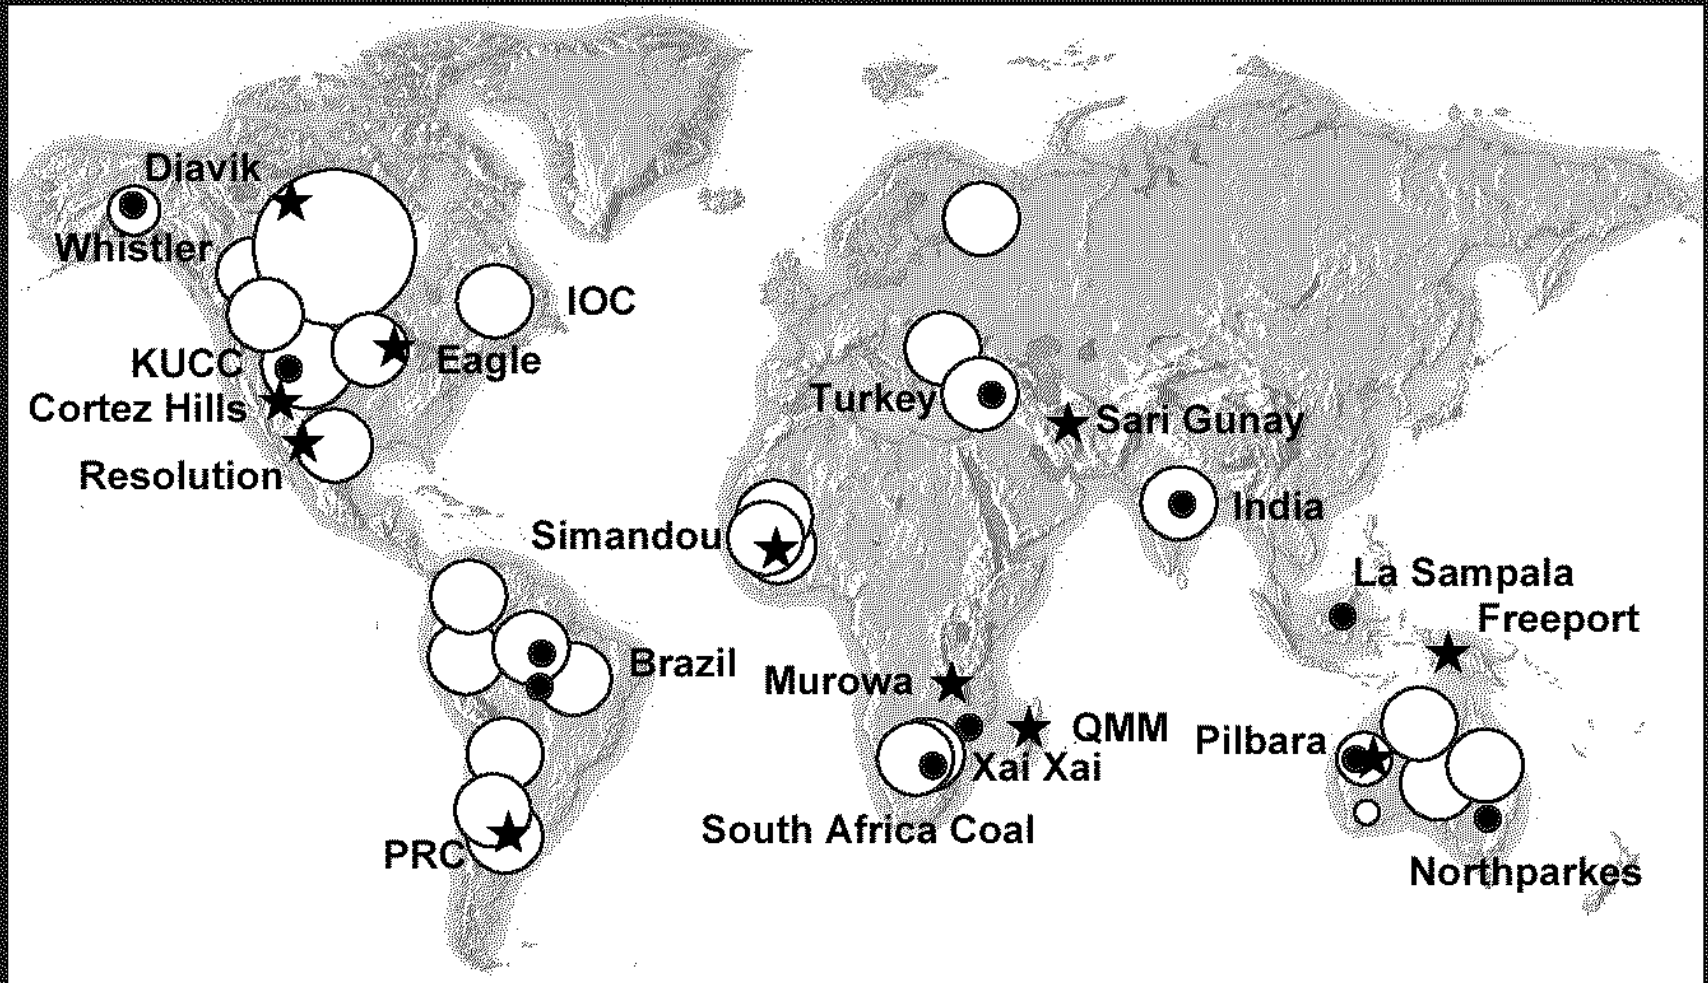 Diavik
Whistler
IOC
KUCC
Eagle
Cortez Hills
Turkey
Sari Gunay
Resolution
India
Simandou
La Sampala
Freeport
Brazil
Murowa
QMM
Pilbara
Xai Xai
South Africa Coal
PRC
Northparkes